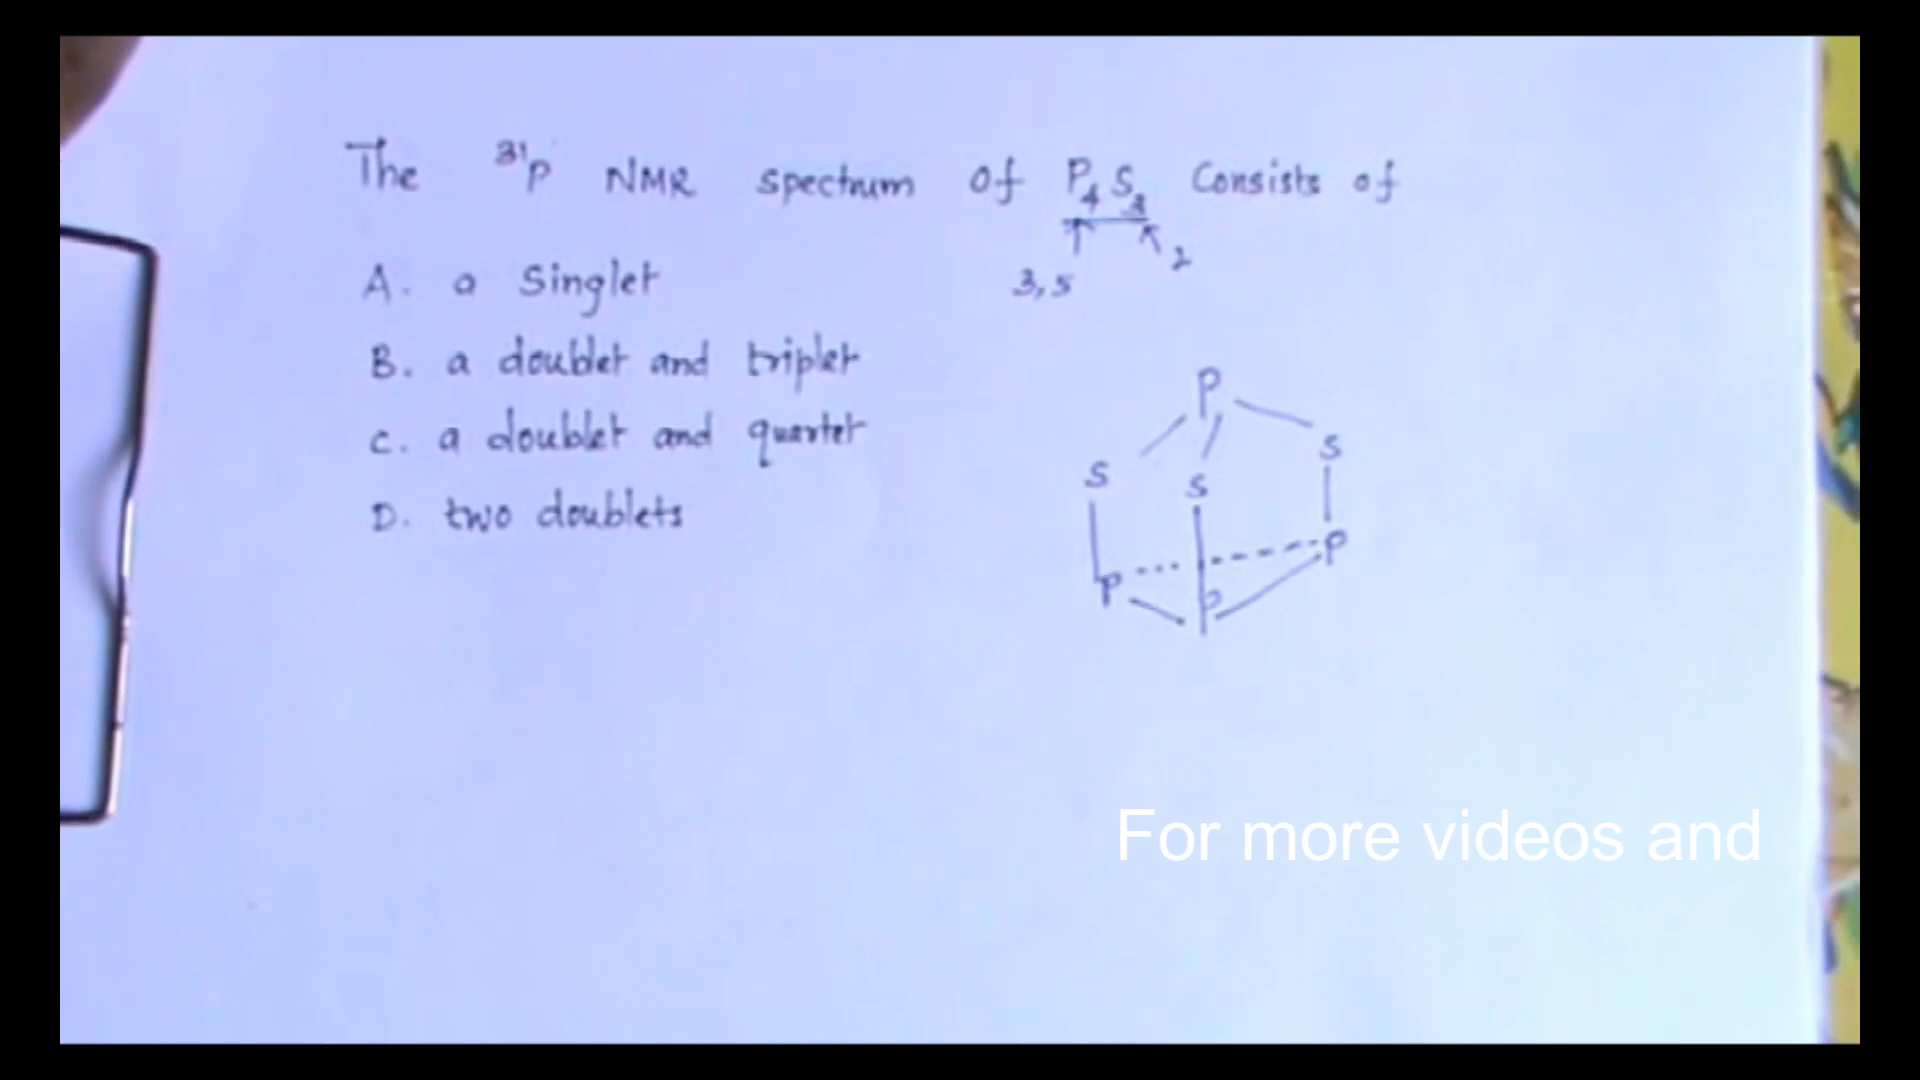 The ³¹P NMR spectrum of P₄S₃ Consists of
3,5 2
A. a Singlet
B. a doublet and triplet
C. a doublet and quartet
D. two doublets
P
S S S
P P P
For more videos and